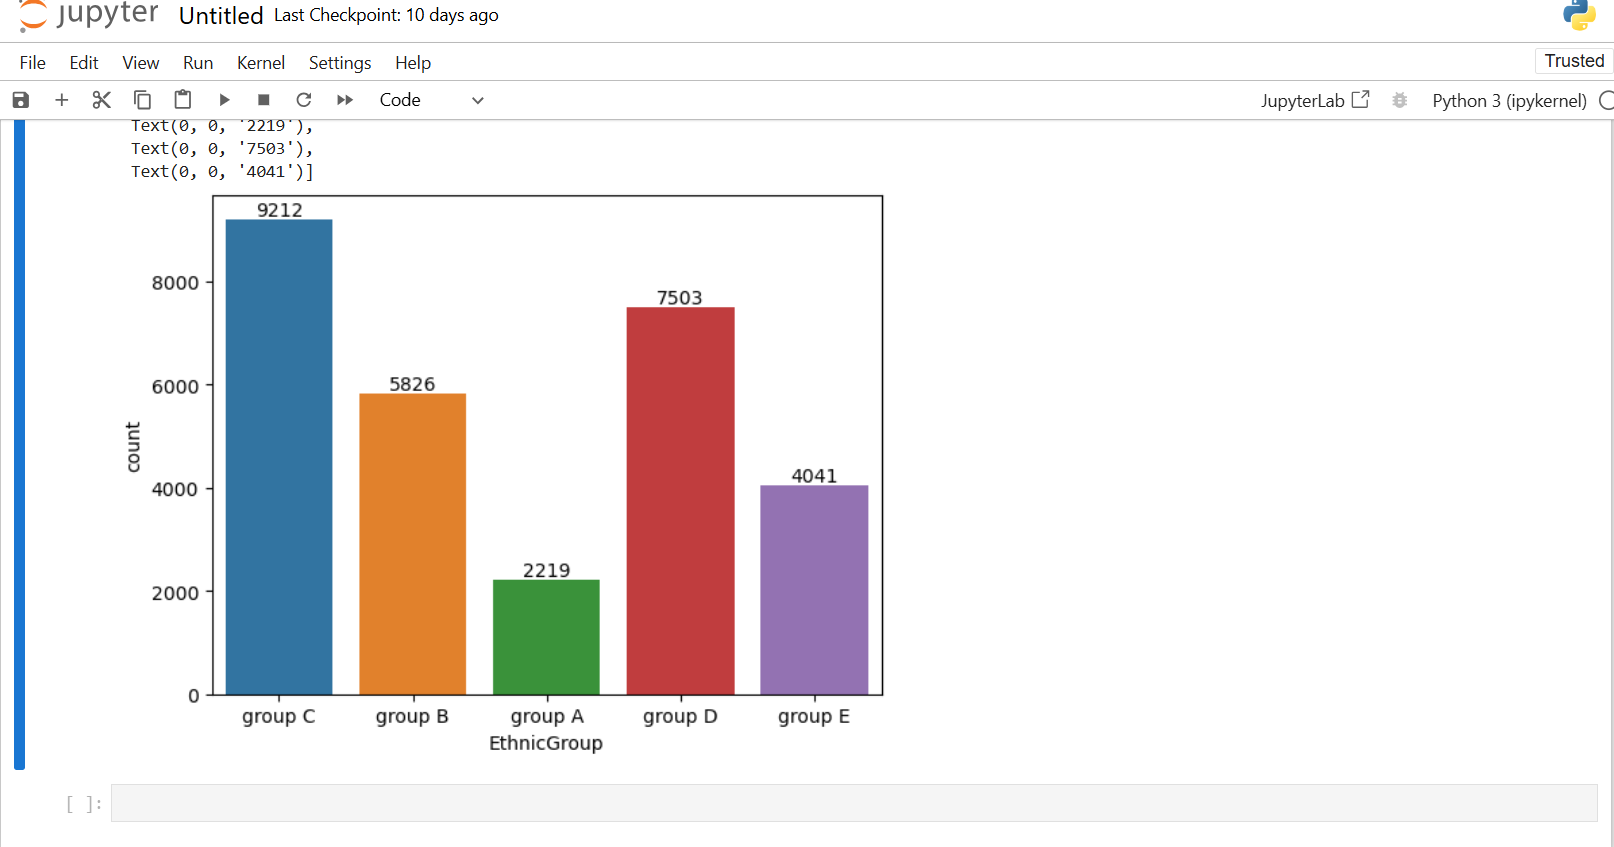 jupyter Untitled Last Checkpoint: 10 days ago
File Edit View Run Kernel Settings Help
Trusted
Code
JupyterLab
Python 3 (ipykernel)
Text(0, 0, '2219'),
Text(0, 0, '7503'),
Text(0, 0, '4041')]
9212
7503
5826
4041
2219
8000
6000
4000
2000
0
count
group C group B group A group D group E
EthnicGroup
[ ]: